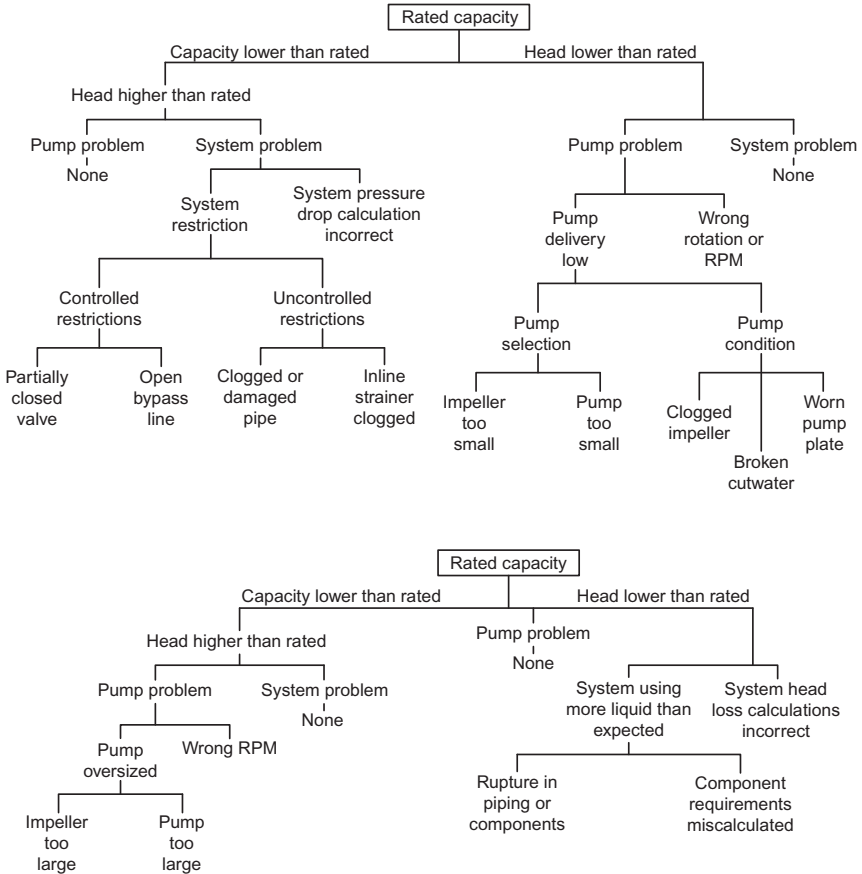 Rated capacity
Capacity lower than rated
Head lower than rated
Head higher than rated
Pump problem
None
System problem
Pump problem
System problem
None
System
restriction
System pressure
drop calculation
incorrect
Pump
delivery
low
Wrong
rotation or
RPM
Controlled
restrictions
Uncontrolled
restrictions
Pump
selection
Pump
condition
Partially
closed
valve
Open
bypass
line
Clogged or
damaged
pipe
Inline
strainer
clogged
Impeller
too
small
Pump
too
small
Clogged
impeller
Broken
cutwater
Worn
pump
plate
Rated capacity
Capacity lower than rated
Head lower than rated
Head higher than rated
Pump problem
None
Pump problem
System problem
None
System using
more liquid than
expected
System head
loss calculations
incorrect
Pump
oversized
Wrong RPM
Rupture in
piping or
components
Component
requirements
miscalculated
Impeller
too
large
Pump
too
large